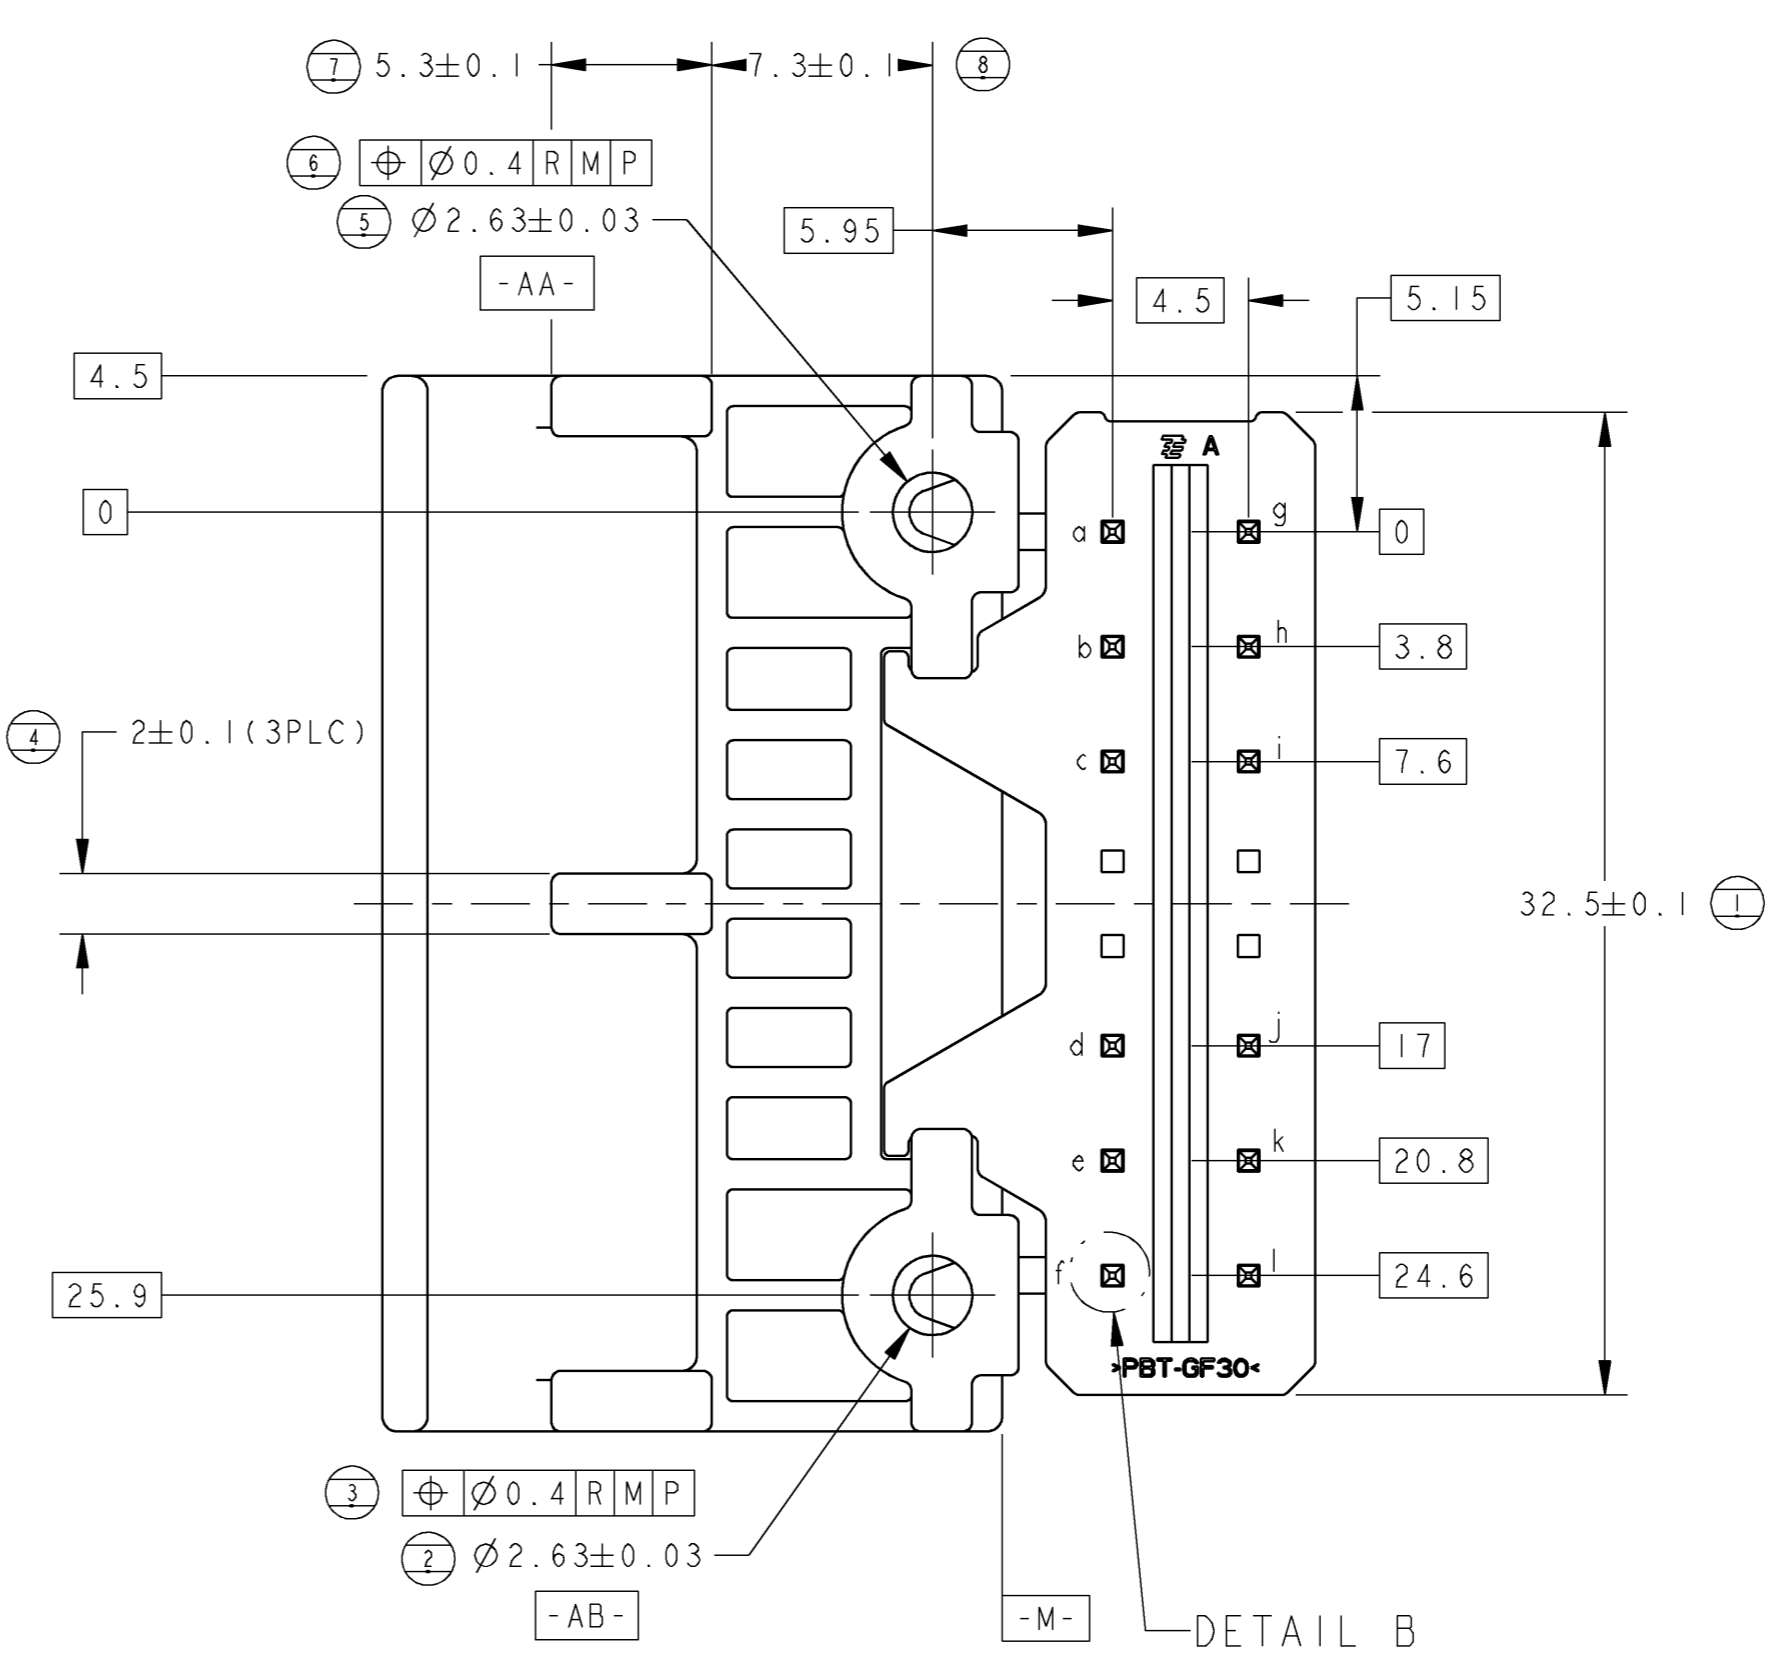 7 5.3±0.1 7.3±0.1 8
6 ⌖ Ø0.4 R M P
5 Ø2.63±0.03
5.95
-AA-
4.5
5.15
4.5
A
0
a g 0
b h 3.8
4 2±0.1(3PLC)
c i 7.6
32.5±0.1 1
d j 17
e k 20.8
25.9
f l 24.6
>PBT-GF30<
3 ⌖ Ø0.4 R M P
2 Ø2.63±0.03
-AB-
-M-
DETAIL B